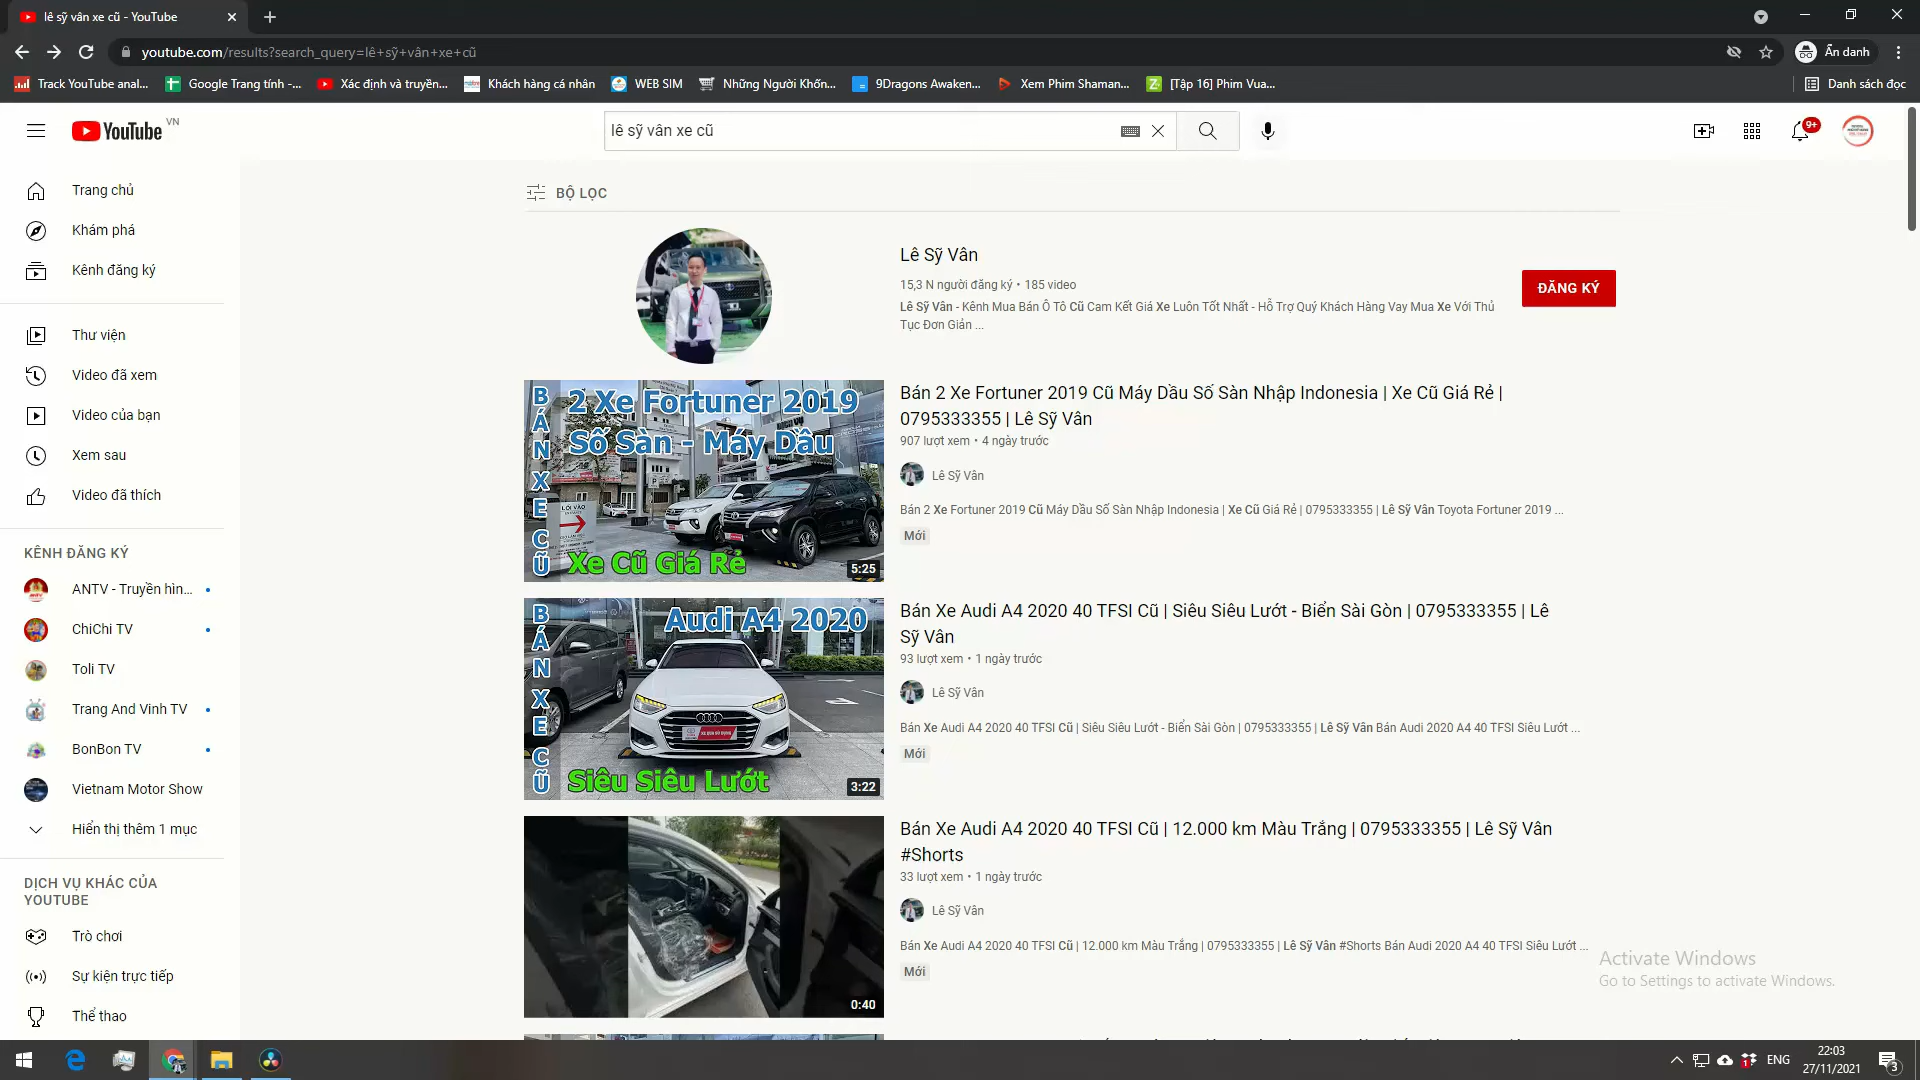 lê sỹ vân xe cũ - YouTube
youtube.com/results?search_query=lê+sỹ+vân+xe+cũ
Ẩn danh
Track YouTube anal...
Google Trang tính -...
Xác định và truyền...
Khách hàng cá nhân
WEB SIM
Những Người Khốn...
9Dragons Awaken...
Xem Phim Shaman...
[Tập 16] Phim Vua...
Danh sách đọc
YouTube VN
lê sỹ vân xe cũ
9+
Trang chủ
Khám phá
Kênh đăng ký
Thư viện
Video đã xem
Video của bạn
Xem sau
Video đã thích
KÊNH ĐĂNG KÝ
ANTV - Truyền hìn...
ChiChi TV
Toli TV
Trang And Vinh TV
BonBon TV
Vietnam Motor Show
Hiển thị thêm 1 mục
DỊCH VỤ KHÁC CỦA
YOUTUBE
Trò chơi
Sự kiện trực tiếp
Thể thao
BỘ LỌC
Lê Sỹ Vân
15,3 N người đăng ký • 185 video
Lê Sỹ Vân - Kênh Mua Bán Ô Tô Cũ Cam Kết Giá Xe Luôn Tốt Nhất - Hỗ Trợ Quý Khách Hàng Vay Mua Xe Với Thủ
Tục Đơn Giản ...
ĐĂNG KÝ
BÁN XE CŨ
2 Xe Fortuner 2019
Số Sàn - Máy Dầu
LỐI VÀO
Xe Cũ Giá Rẻ
5:25
Bán 2 Xe Fortuner 2019 Cũ Máy Dầu Số Sàn Nhập Indonesia | Xe Cũ Giá Rẻ |
0795333355 | Lê Sỹ Vân
907 lượt xem • 4 ngày trước
Lê Sỹ Vân
Bán 2 Xe Fortuner 2019 Cũ Máy Dầu Số Sàn Nhập Indonesia | Xe Cũ Giá Rẻ | 0795333355 | Lê Sỹ Vân Toyota Fortuner 2019 ...
Mới
BÁN XE CŨ
Audi A4 2020
Siêu Siêu Lướt
3:22
Bán Xe Audi A4 2020 40 TFSI Cũ | Siêu Siêu Lướt - Biển Sài Gòn | 0795333355 | Lê
Sỹ Vân
93 lượt xem • 1 ngày trước
Lê Sỹ Vân
Bán Xe Audi A4 2020 40 TFSI Cũ | Siêu Siêu Lướt - Biển Sài Gòn | 0795333355 | Lê Sỹ Vân Bán Audi 2020 A4 40 TFSI Siêu Lướt ...
Mới
0:40
Bán Xe Audi A4 2020 40 TFSI Cũ | 12.000 km Màu Trắng | 0795333355 | Lê Sỹ Vân
#Shorts
33 lượt xem • 1 ngày trước
Lê Sỹ Vân
Bán Xe Audi A4 2020 40 TFSI Cũ | 12.000 km Màu Trắng | 0795333355 | Lê Sỹ Vân #Shorts Bán Audi 2020 A4 40 TFSI Siêu Lướt ...
Mới
Activate Windows
Go to Settings to activate Windows.
ENG
22:03
27/11/2021
3